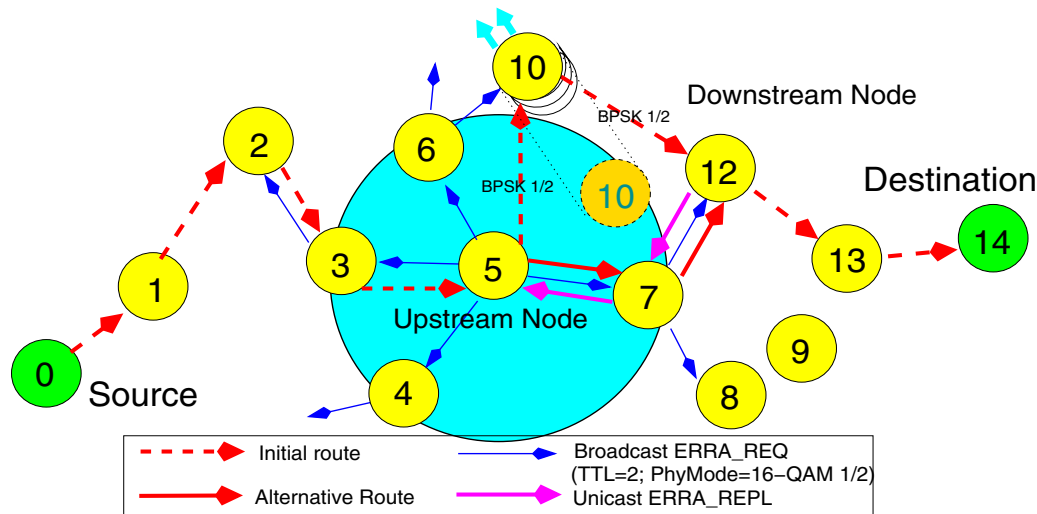 10
Downstream Node
BPSK 1/2
2
6
12
Destination
BPSK 1/2
10
14
3
5
13
1
7
Upstream Node
9
0
Source
4
8
Initial route
Broadcast ERRA_REQ
(TTL=2; PhyMode=16−QAM 1/2)
Alternative Route
Unicast ERRA_REPL